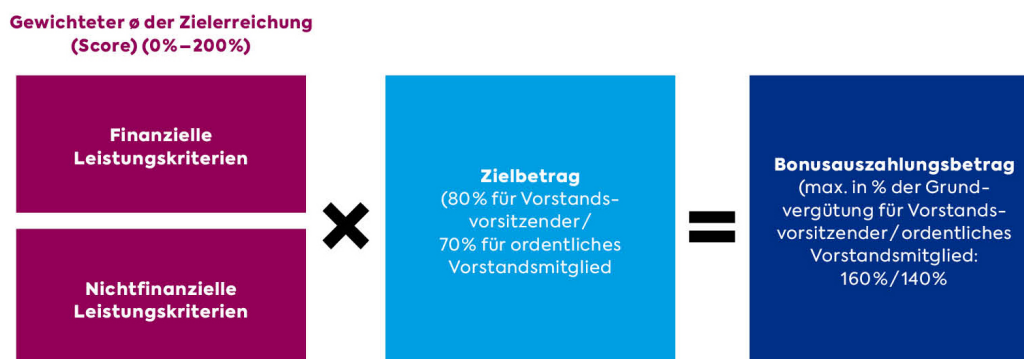 Gewichteter ø der Zielerreichung
(Score) (0%–200%)
Finanzielle
Leistungskriterien
Nichtfinanzielle
Leistungskriterien
×
Zielbetrag
(80% für Vorstands-
vorsitzender/
70% für ordentliches
Vorstandsmitglied
=
Bonusauszahlungsbetrag
(max. in % der Grund-
vergütung für Vorstands-
vorsitzender/ordentliches
Vorstandsmitglied:
160%/140%